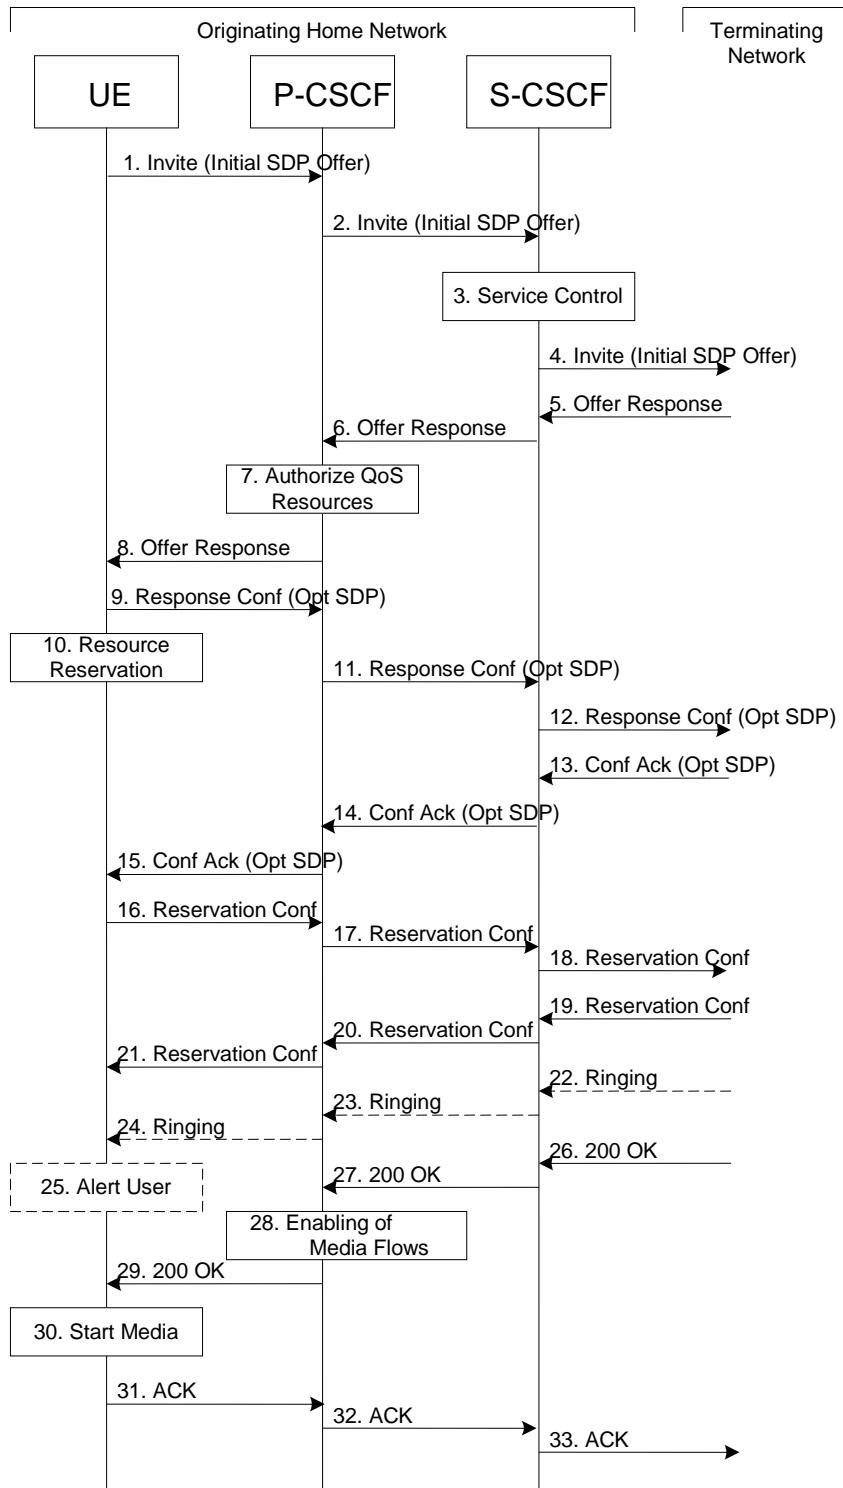 Originating Home Network
Terminating
Network
UE
P-CSCF
S-CSCF
1. Invite (Initial SDP Offer)
2. Invite (Initial SDP Offer)
3. Service Control
4. Invite (Initial SDP Offer)
5. Offer Response
6. Offer Response
7. Authorize QoS
Resources
8. Offer Response
9. Response Conf (Opt SDP)
10. Resource
Reservation
11. Response Conf (Opt SDP)
12. Response Conf (Opt SDP)
13. Conf Ack (Opt SDP)
14. Conf Ack (Opt SDP)
15. Conf Ack (Opt SDP)
16. Reservation Conf
17. Reservation Conf
18. Reservation Conf
19. Reservation Conf
20. Reservation Conf
21. Reservation Conf
22. Ringing
23. Ringing
24. Ringing
25. Alert User
26. 200 OK
27. 200 OK
28. Enabling of
Media Flows
29. 200 OK
30. Start Media
31. ACK
32. ACK
33. ACK